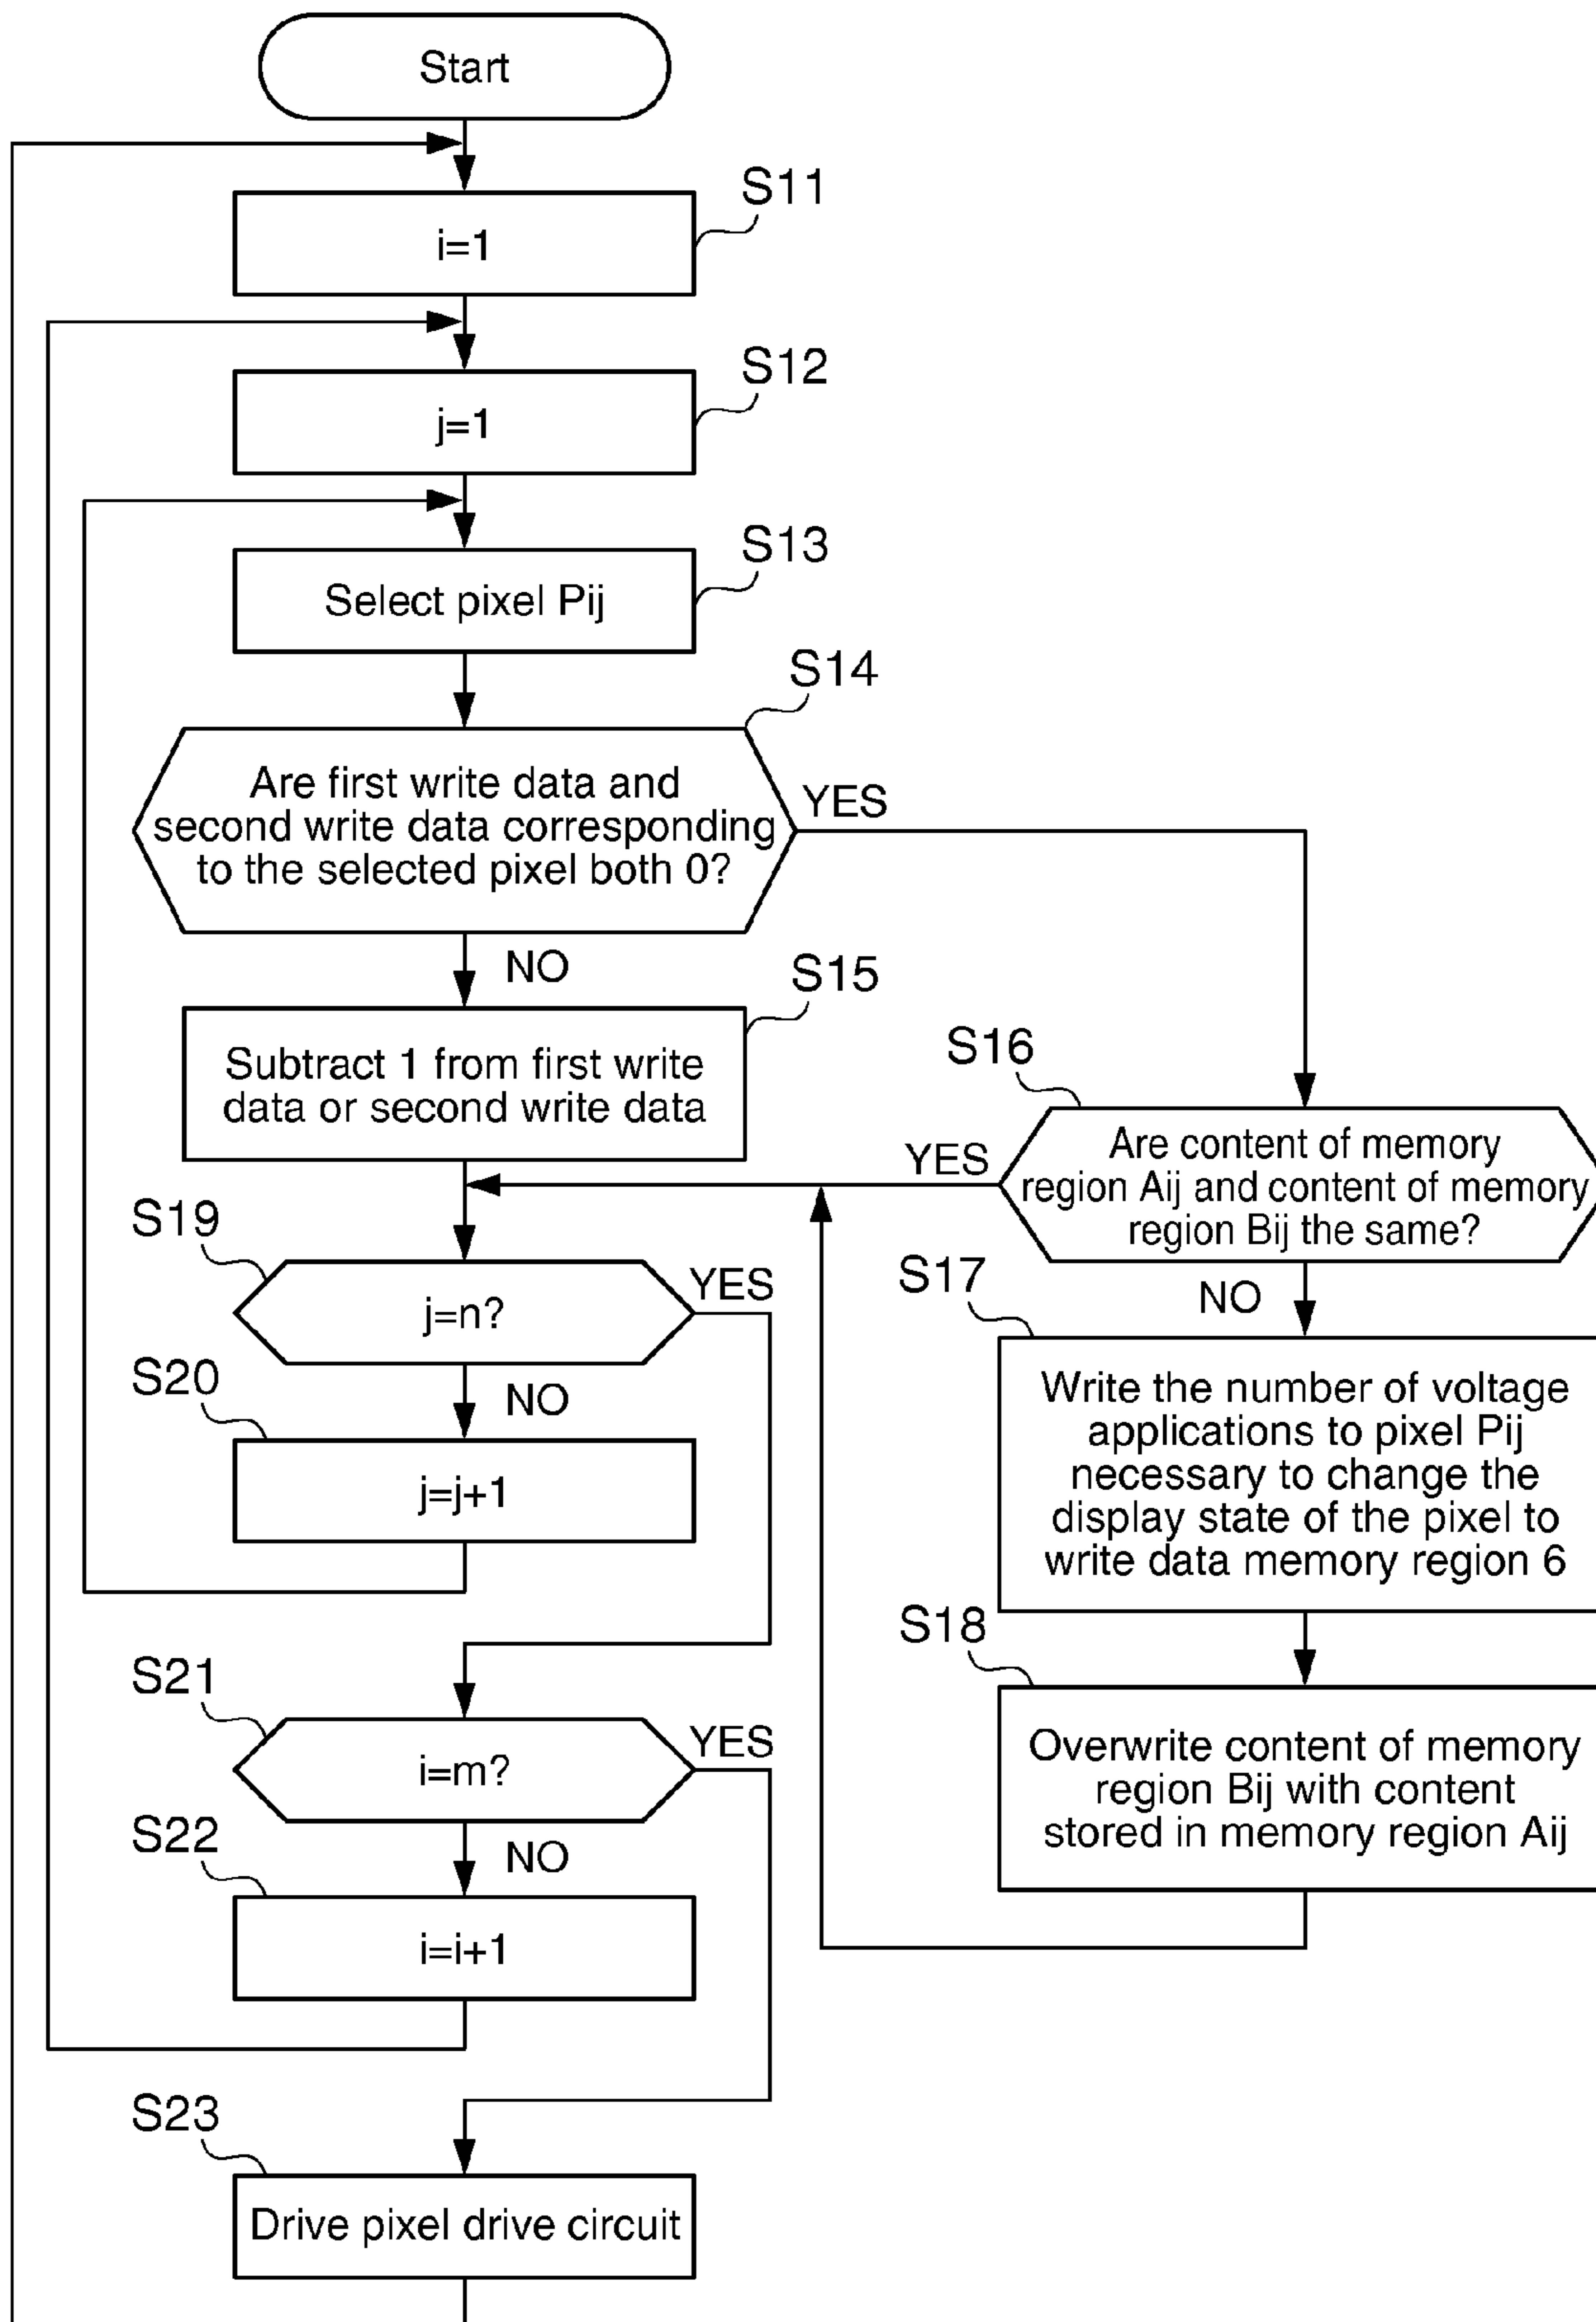 Start
S11
i=1
S12
j=1
S13
Select pixel Pij
S14
Are first write data and
second write data corresponding
to the selected pixel both 0?
YES
NO
S15
Subtract 1 from first write
data or second write data
S16
Are content of memory
region Aij and content of memory
region Bij the same?
YES
NO
S17
Write the number of voltage
applications to pixel Pij
necessary to change the
display state of the pixel to
write data memory region 6
S18
Overwrite content of memory
region Bij with content
stored in memory region Aij
S19
j=n?
YES
NO
S20
j=j+1
S21
i=m?
YES
NO
S22
i=i+1
S23
Drive pixel drive circuit